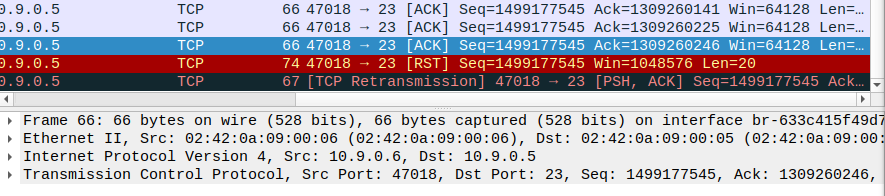 0.9.0.5 TCP 66 47018 → 23 [ACK] Seq=1499177545 Ack=1309260141 Win=64128 Len=…
0.9.0.5 TCP 66 47018 → 23 [ACK] Seq=1499177545 Ack=1309260225 Win=64128 Len=…
0.9.0.5 TCP 66 47018 → 23 [ACK] Seq=1499177545 Ack=1309260246 Win=64128 Len=…
0.9.0.5 TCP 74 47018 → 23 [RST] Seq=1499177545 Win=1048576 Len=20
0.9.0.5 TCP 67 [TCP Retransmission] 47018 → 23 [PSH, ACK] Seq=1499177545 Ack…
Frame 66: 66 bytes on wire (528 bits), 66 bytes captured (528 bits) on interface br-633c415f49d7
Ethernet II, Src: 02:42:0a:09:00:06 (02:42:0a:09:00:06), Dst: 02:42:0a:09:00:05 (02:42:0a:09:00
Internet Protocol Version 4, Src: 10.9.0.6, Dst: 10.9.0.5
Transmission Control Protocol, Src Port: 47018, Dst Port: 23, Seq: 1499177545, Ack: 1309260246,